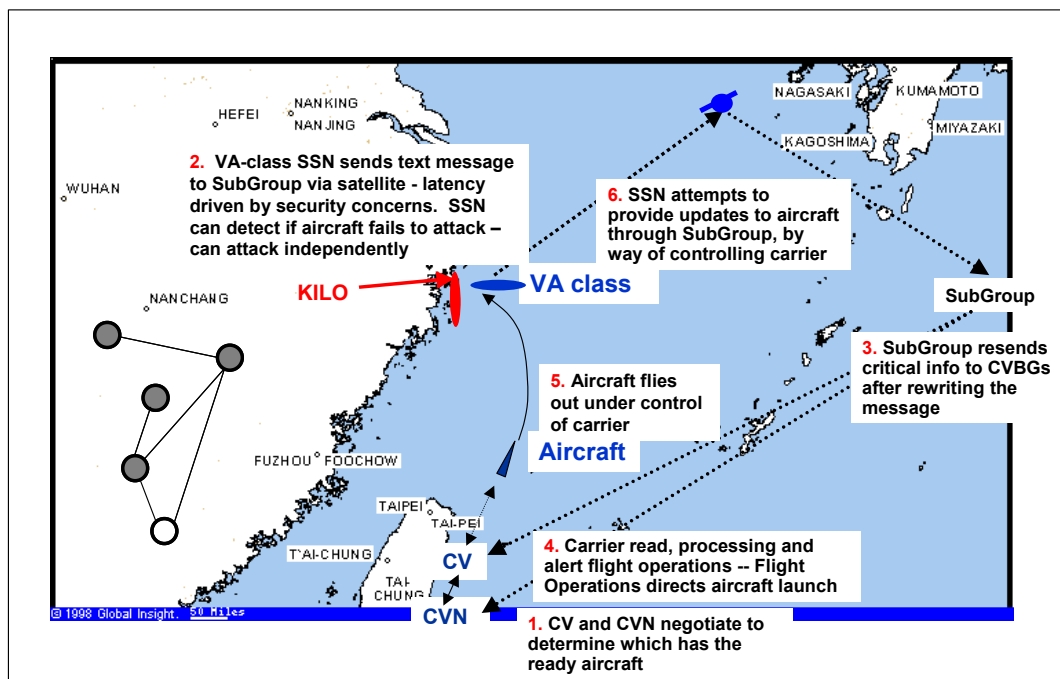 NAGASAKI
KUMAMOTO
HEFEI
NANKING
NANJING
MIYAZAKI
KAGOSHIMA
WUHAN
2. VA-class SSN sends text message
to SubGroup via satellite - latency
driven by security concerns. SSN
can detect if aircraft fails to attack –
can attack independently
6. SSN attempts to
provide updates to aircraft
through SubGroup, by
way of controlling carrier
KILO
VA class
SubGroup
NANCHANG
3. SubGroup resends
critical info to CVBGs
after rewriting the
message
5. Aircraft flies
out under control
of carrier
Aircraft
FUZHOU FOOCHOW
TAIPEI
TAI-PEI
T'AI-CHUNG
TAI-
CHUNG
CV
4. Carrier read, processing and
alert flight operations -- Flight
Operations directs aircraft launch
CVN
© 1998 Global Insight. 50 Miles
1. CV and CVN negotiate to
determine which has the
ready aircraft